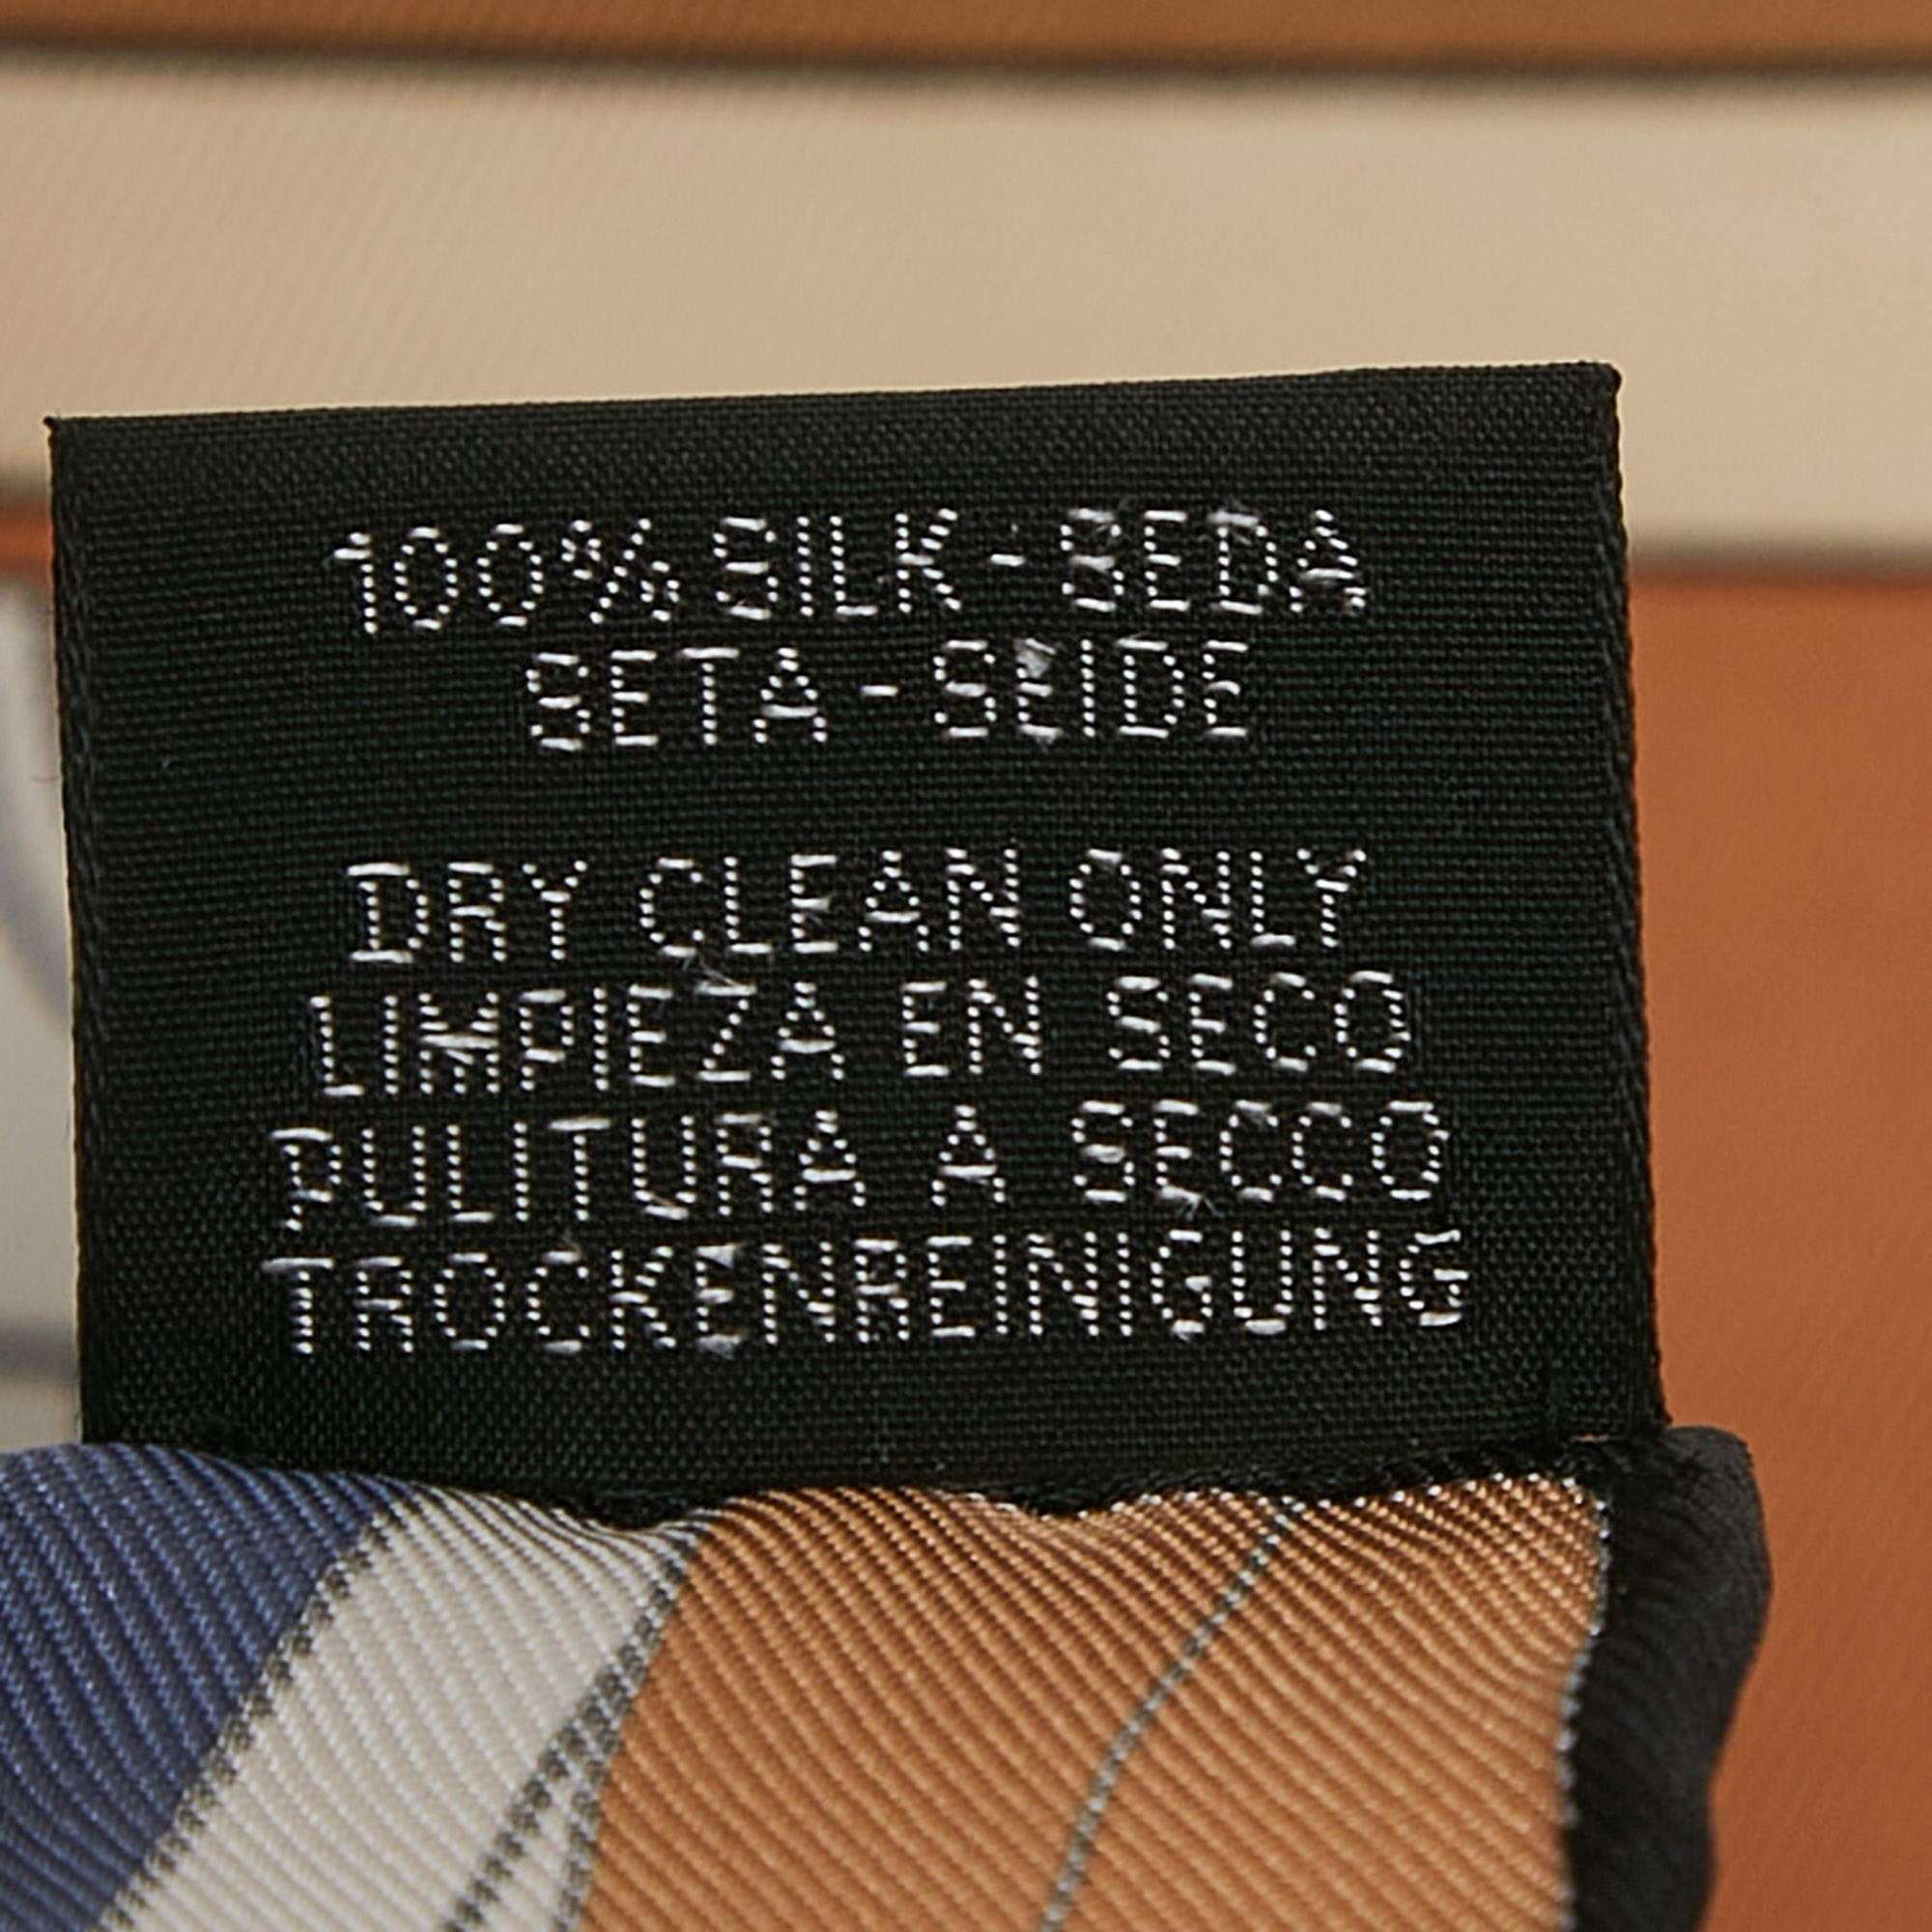 100% SILK - SEDA
SETA - SEIDE
DRY CLEAN ONLY
LIMPIEZA EN SECO
PULITURA A SECCO
TROCKENREINIGUNG